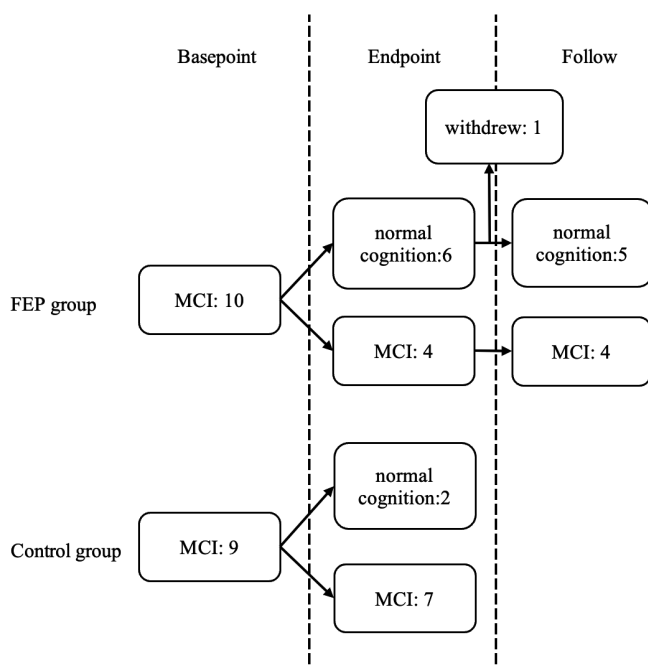 Basepoint Endpoint Follow
withdrew: 1
normal
cognition:6
normal
cognition:5
FEP group
MCI: 10
MCI: 4
MCI: 4
normal
cognition:2
Control group
MCI: 9
MCI: 7